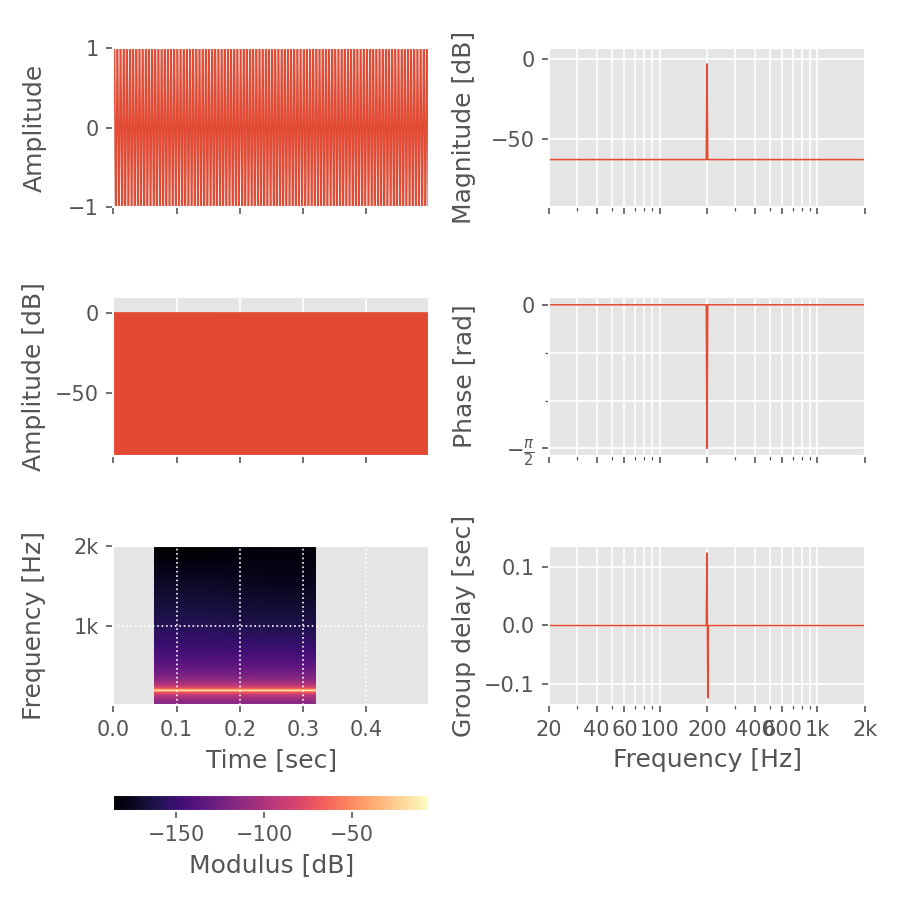 Amplitude
1
0
−1
Magnitude [dB]
0
−50
Amplitude [dB]
0
−50
Phase [rad]
0
-
-
−π/2
Frequency [Hz]
2k
1k
0.0 0.1 0.2 0.3 0.4
Time [sec]
Group delay [sec]
0.1
0.0
−0.1
20 40 60 100 200 400 600 1k 2k
Frequency [Hz]
−150 −100 −50
Modulus [dB]